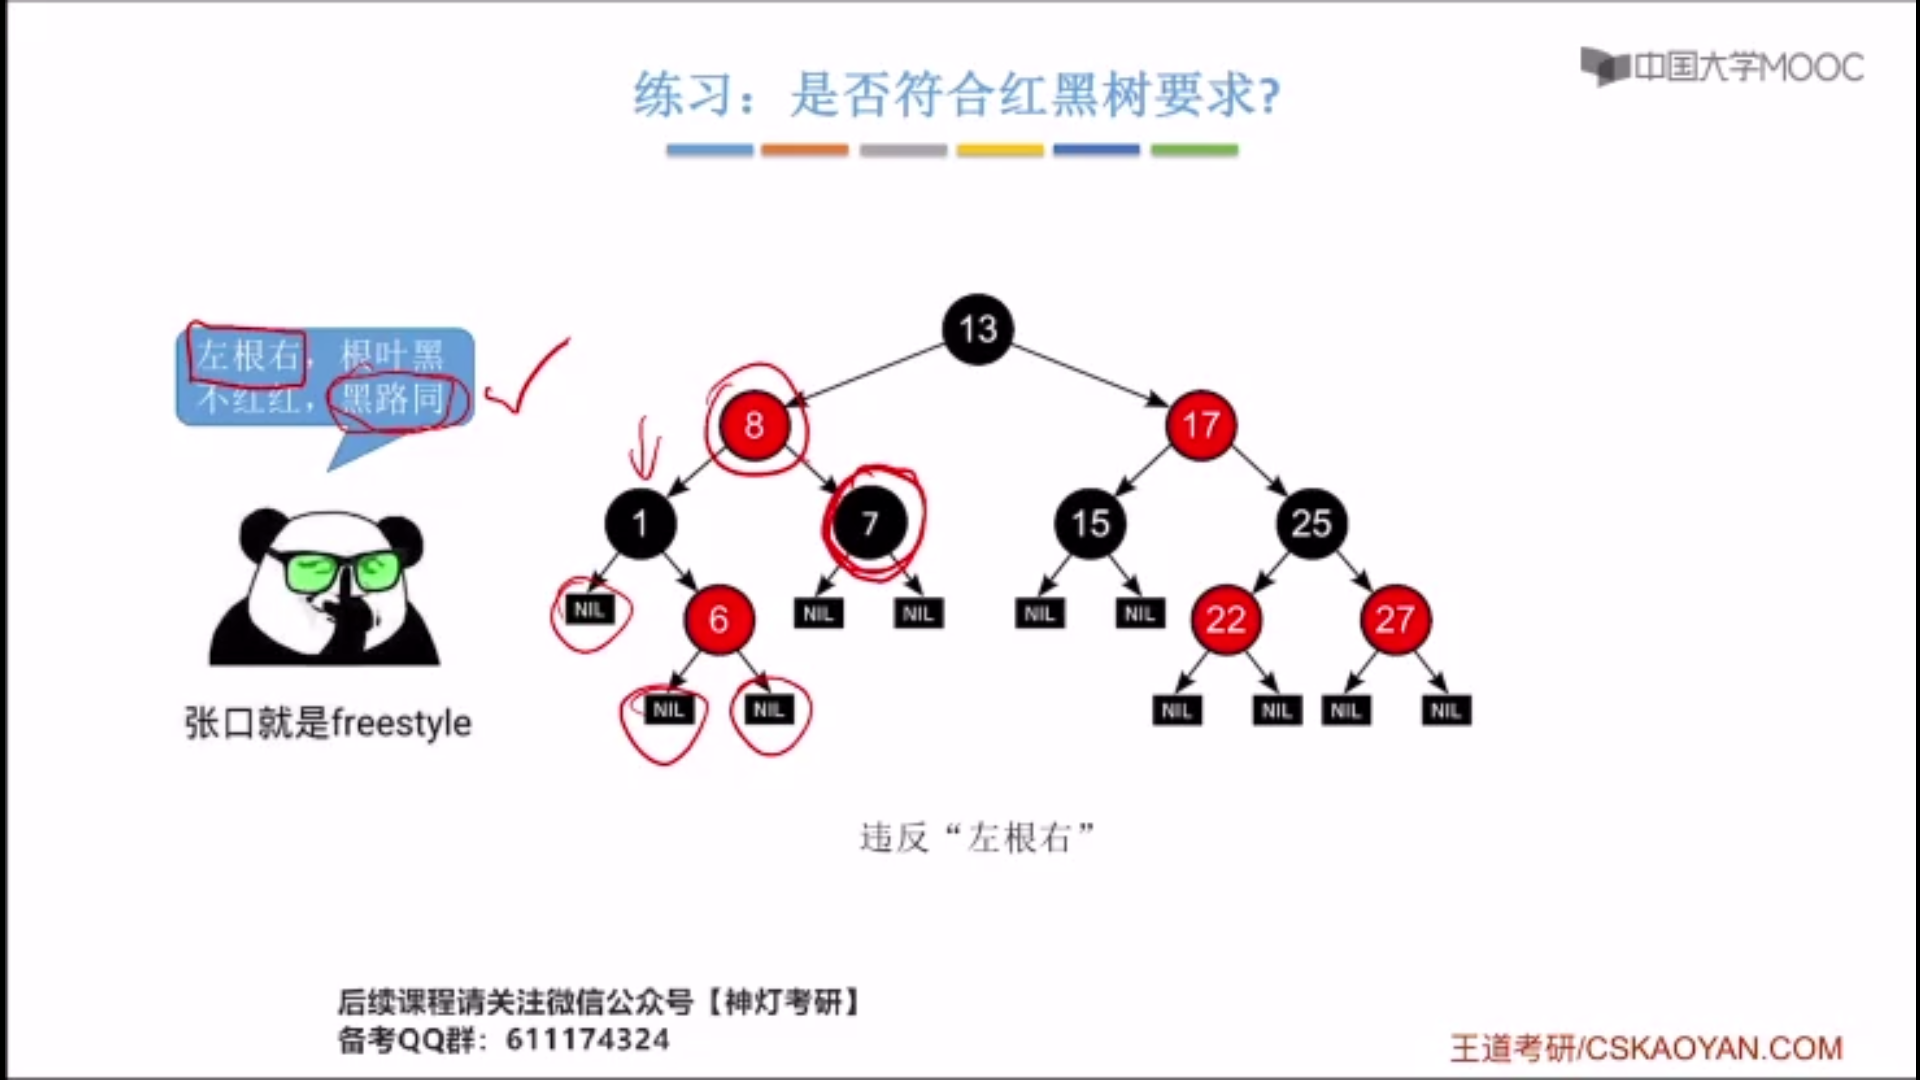 中国大学MOOC
练习：是否符合红黑树要求?
左根右，根叶黑
不红红，黑路同
张口就是freestyle
13
8
17
1
7
15
25
NIL
6
NIL
NIL
NIL
NIL
22
27
NIL
NIL
NIL
NIL
NIL
NIL
违反“左根右”
后续课程请关注微信公众号【神灯考研】
备考QQ群：611174324
王道考研/CSKAOYAN.COM